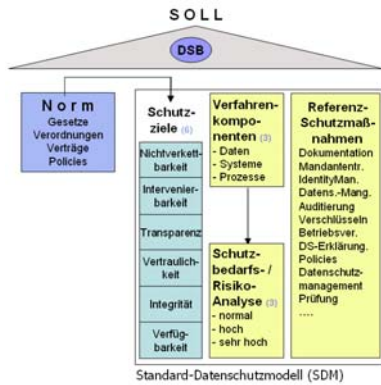 SOLL
DSB
Norm
Gesetze
Verordnungen
Verträge
Policies
Schutz-
ziele (6)
Nichtverkett-
barkeit
Intervenier-
barkeit
Transparenz
Vertraulich-
keit
Integrität
Verfüg-
barkeit
Verfahren-
kompo-
nenten (3)
- Daten
- Systeme
- Prozesse
Schutz-
bedarfs- /
Risiko-
Analyse (3)
- normal
- hoch
- sehr hoch
Referenz-
Schutzmaß-
nahmen
Dokumentation
Mandantentr.
IdentityMan.
Datens.-Mang.
Auditierung
Verschlüsseln
Betriebsver.
DS-Erklärung.
Policies
Datenschutz-
management
Prüfung
....
Standard-Datenschutzmodell (SDM)